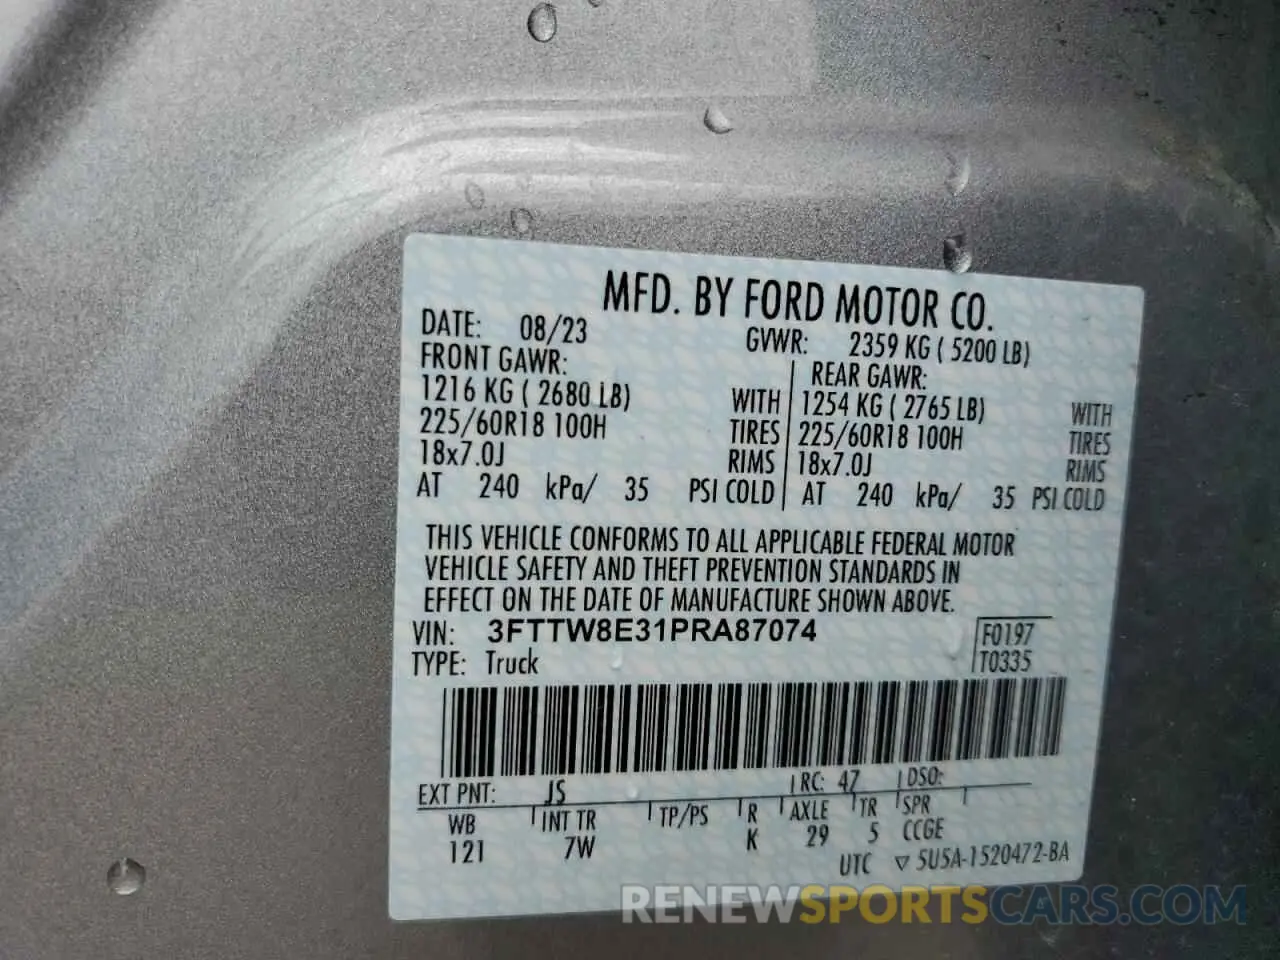 MFD. BY FORD MOTOR CO.
DATE: 08/23 GVWR: 2359 KG ( 5200 LB)
FRONT GAWR: REAR GAWR:
1216 KG ( 2680 LB) WITH 1254 KG ( 2765 LB) WITH
225/60R18 100H TIRES 225/60R18 100H TIRES
18x7.0J RIMS 18x7.0J RIMS
AT 240 kPa/ 35 PSI COLD AT 240 kPa/ 35 PSI COLD
THIS VEHICLE CONFORMS TO ALL APPLICABLE FEDERAL MOTOR
VEHICLE SAFETY AND THEFT PREVENTION STANDARDS IN
EFFECT ON THE DATE OF MANUFACTURE SHOWN ABOVE.
VIN: 3FTTW8E31PRA87074 F0197
TYPE: Truck T0335
EXT PNT: JS RC: 47 DSO:
WB INT TR TP/PS R AXLE TR SPR
121 7W K 29 5 CCGE
UTC ▽ 5U5A-1520472-BA
RENEWSPORTSCARS.COM